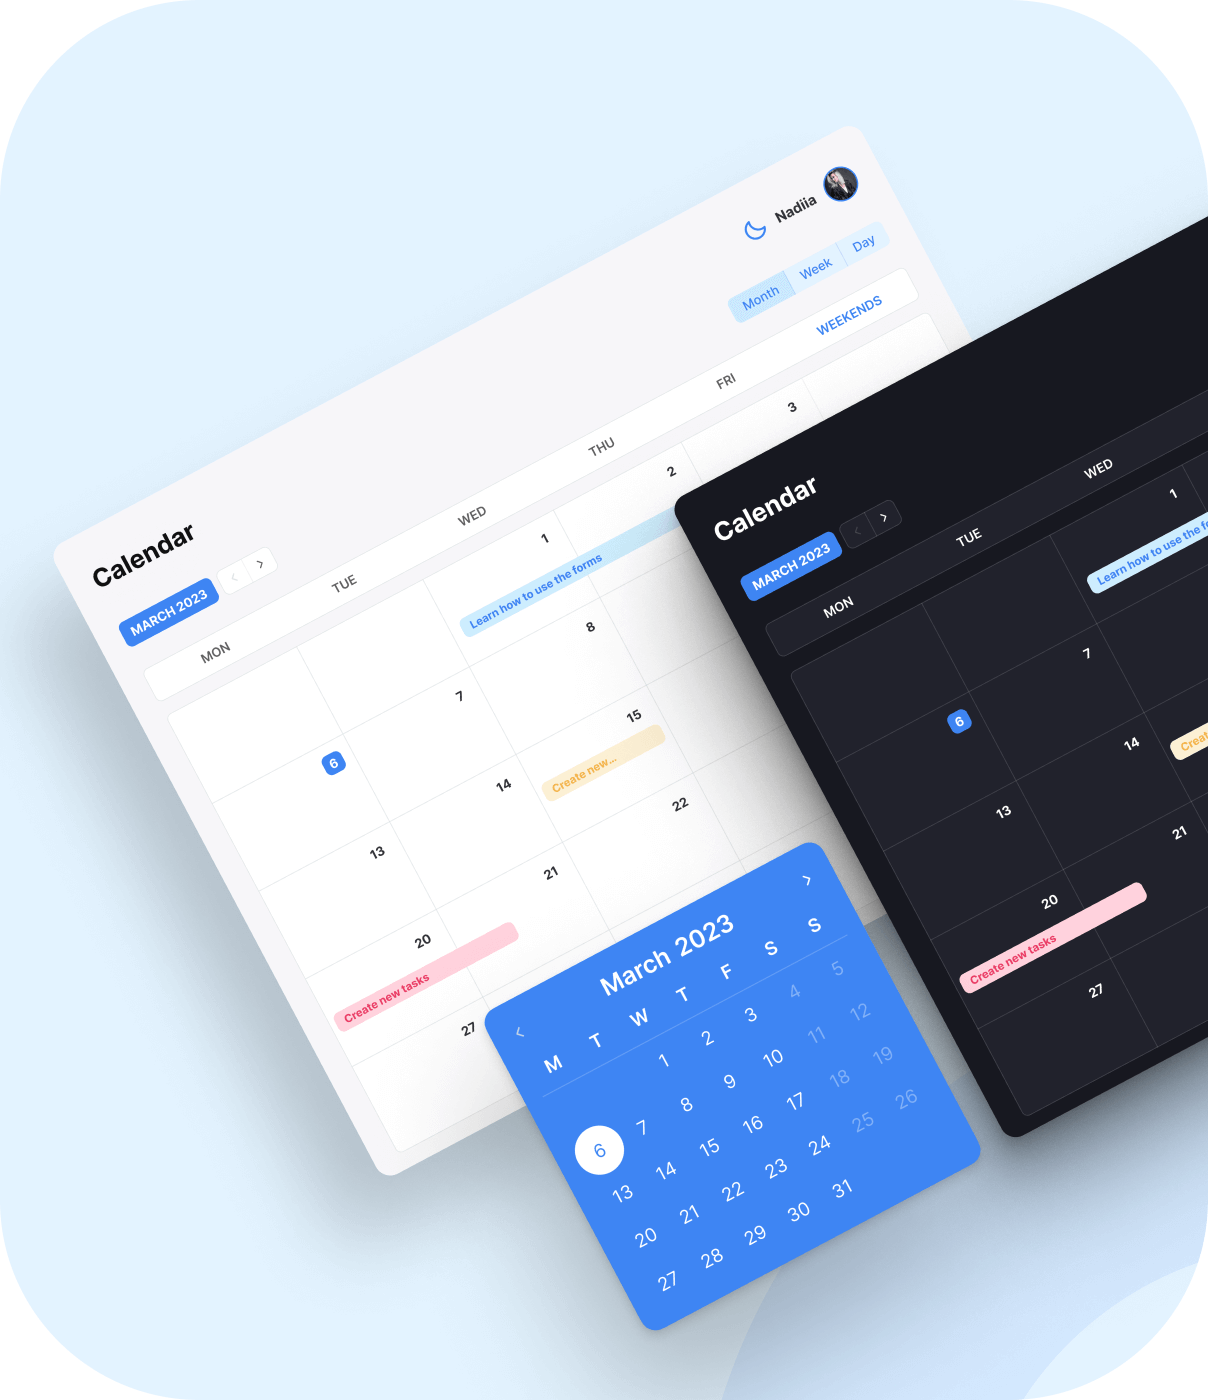 Nadiia
Month Week Day
Calendar
MARCH 2023 < >
MON TUE WED THU FRI WEEKENDS
1 2 3
Learn how to use the forms
6 7 8
13 14 15
Create new...
20 21 22
Create new tasks
27
Calendar
MARCH 2023 < >
MON TUE WED
1
Learn how to use the
6 7
13 14
20 21
Create new tasks
27
< March 2023 >
M T W T F S S
1 2 3 4 5
6 7 8 9 10 11 12
13 14 15 16 17 18 19
20 21 22 23 24 25 26
27 28 29 30 31